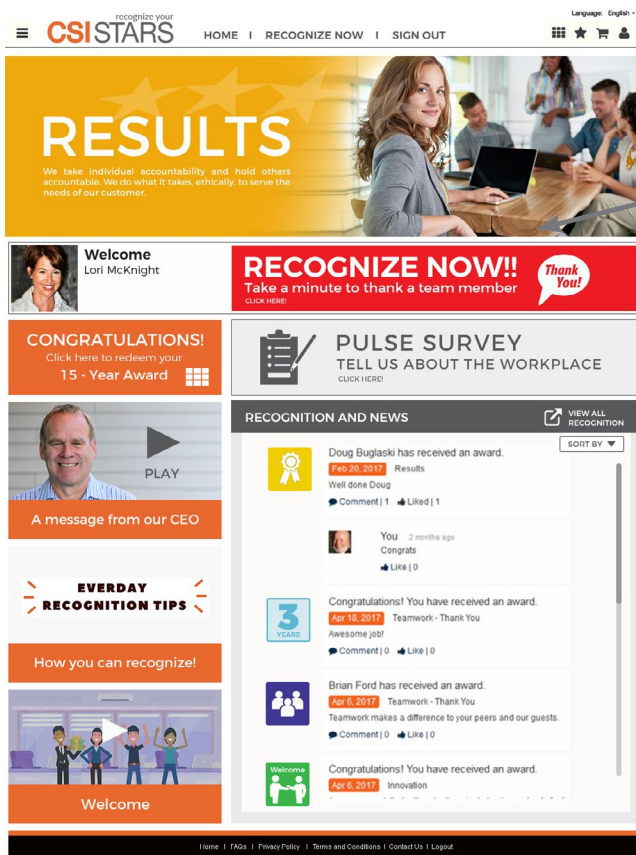 Language: English
recognize your
CSI STARS
HOME I RECOGNIZE NOW I SIGN OUT
RESULTS
We take individual accountability and hold others
accountable. We do what it takes, ethically, to serve the
needs of our customer.
Welcome
Lori McKnight
RECOGNIZE NOW!!
Take a minute to thank a team member
CLICK HERE!
Thank
You!
CONGRATULATIONS!
Click here to redeem your
15 - Year Award
PULSE SURVEY
TELL US ABOUT THE WORKPLACE
CLICK HERE!
PLAY
A message from our CEO
EVERDAY
RECOGNITION TIPS
How you can recognize!
Welcome
RECOGNITION AND NEWS
VIEW ALL
RECOGNITION
SORT BY
Doug Buglaski has received an award.
Feb 20, 2017 Results
Well done Doug
Comment | 1 Liked | 1
You 2 months ago
Congrats
Like | 0
3
YEARS
Congratulations! You have received an award.
Apr 18, 2017 Teamwork - Thank You
Awesome job!
Comment | 0 Like | 0
Brian Ford has received an award.
Apr 6, 2017 Teamwork - Thank You
Teamwork makes a difference to your peers and our guests.
Comment | 0 Like | 0
Welcome
Congratulations! You have received an award.
Apr 6, 2017 Innovation
Home I FAQs I Privacy Policy I Terms and Conditions I Contact Us I Logout